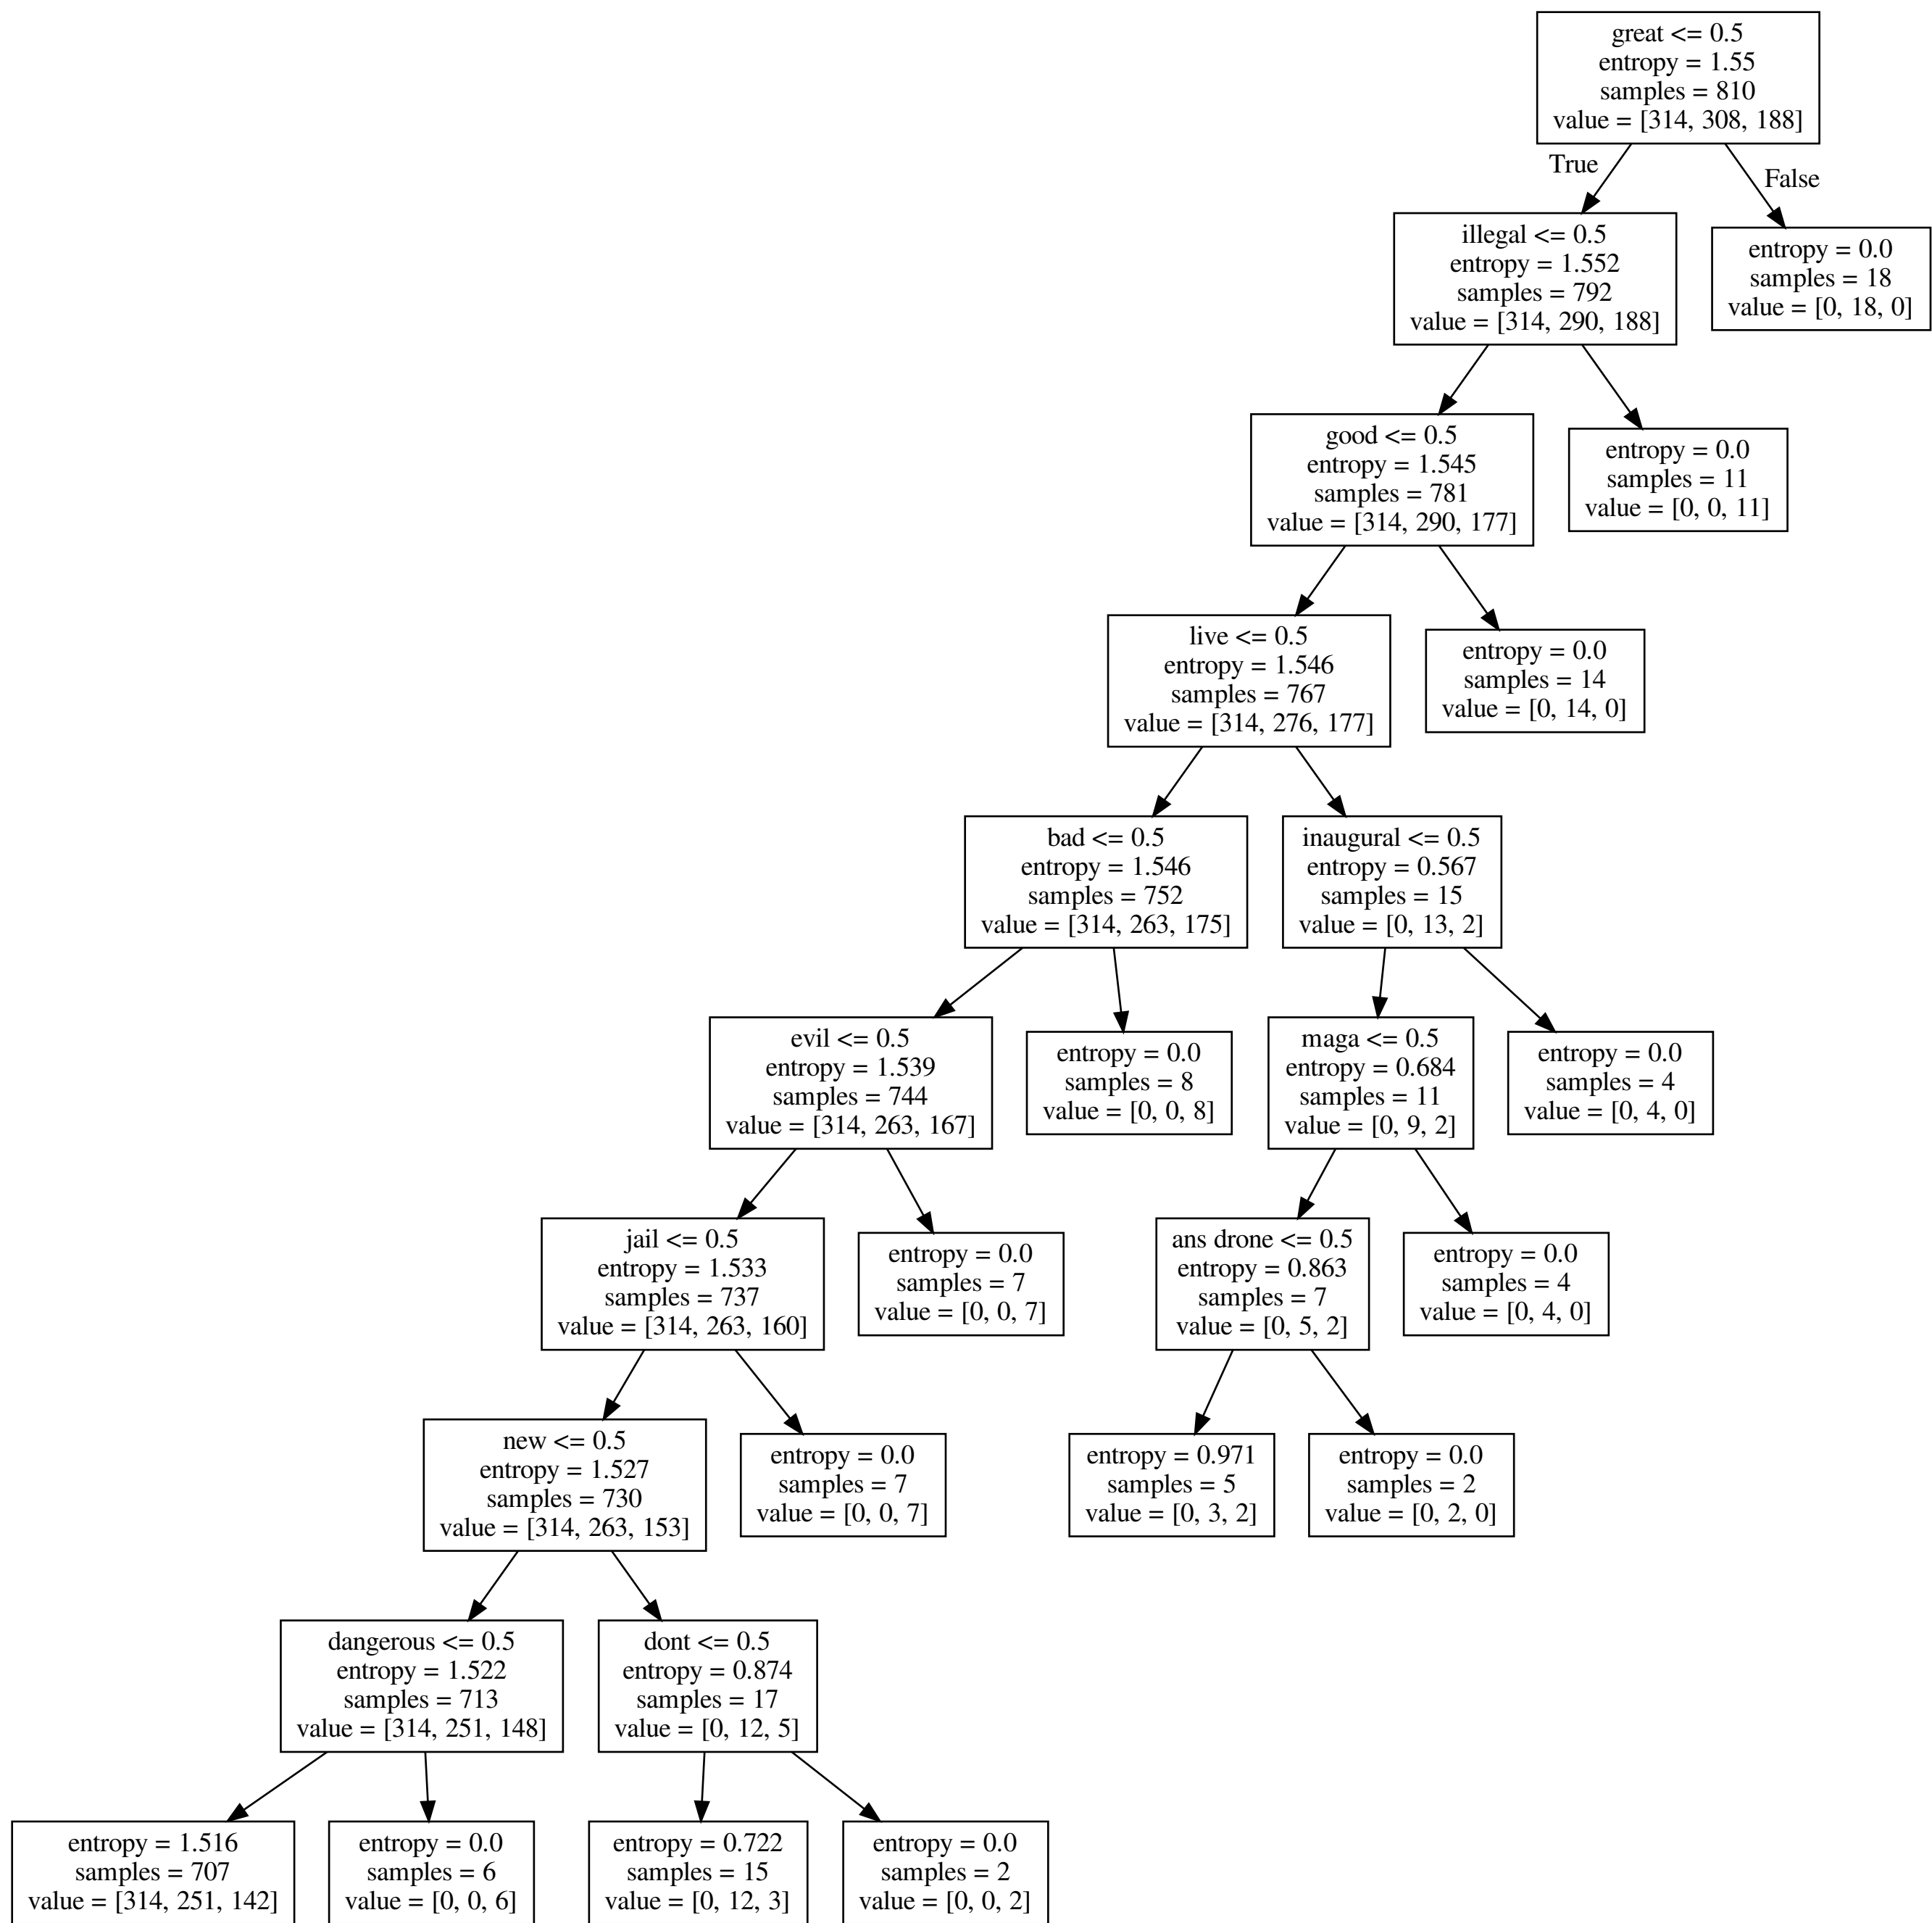 great <= 0.5
entropy = 1.55
samples = 810
value = [314, 308, 188]
True
False
illegal <= 0.5
entropy = 1.552
samples = 792
value = [314, 290, 188]
entropy = 0.0
samples = 18
value = [0, 18, 0]
good <= 0.5
entropy = 1.545
samples = 781
value = [314, 290, 177]
entropy = 0.0
samples = 11
value = [0, 0, 11]
live <= 0.5
entropy = 1.546
samples = 767
value = [314, 276, 177]
entropy = 0.0
samples = 14
value = [0, 14, 0]
bad <= 0.5
entropy = 1.546
samples = 752
value = [314, 263, 175]
inaugural <= 0.5
entropy = 0.567
samples = 15
value = [0, 13, 2]
evil <= 0.5
entropy = 1.539
samples = 744
value = [314, 263, 167]
entropy = 0.0
samples = 8
value = [0, 0, 8]
maga <= 0.5
entropy = 0.684
samples = 11
value = [0, 9, 2]
entropy = 0.0
samples = 4
value = [0, 4, 0]
jail <= 0.5
entropy = 1.533
samples = 737
value = [314, 263, 160]
entropy = 0.0
samples = 7
value = [0, 0, 7]
ans drone <= 0.5
entropy = 0.863
samples = 7
value = [0, 5, 2]
entropy = 0.0
samples = 4
value = [0, 4, 0]
new <= 0.5
entropy = 1.527
samples = 730
value = [314, 263, 153]
entropy = 0.0
samples = 7
value = [0, 0, 7]
entropy = 0.971
samples = 5
value = [0, 3, 2]
entropy = 0.0
samples = 2
value = [0, 2, 0]
dangerous <= 0.5
entropy = 1.522
samples = 713
value = [314, 251, 148]
dont <= 0.5
entropy = 0.874
samples = 17
value = [0, 12, 5]
entropy = 1.516
samples = 707
value = [314, 251, 142]
entropy = 0.0
samples = 6
value = [0, 0, 6]
entropy = 0.722
samples = 15
value = [0, 12, 3]
entropy = 0.0
samples = 2
value = [0, 0, 2]